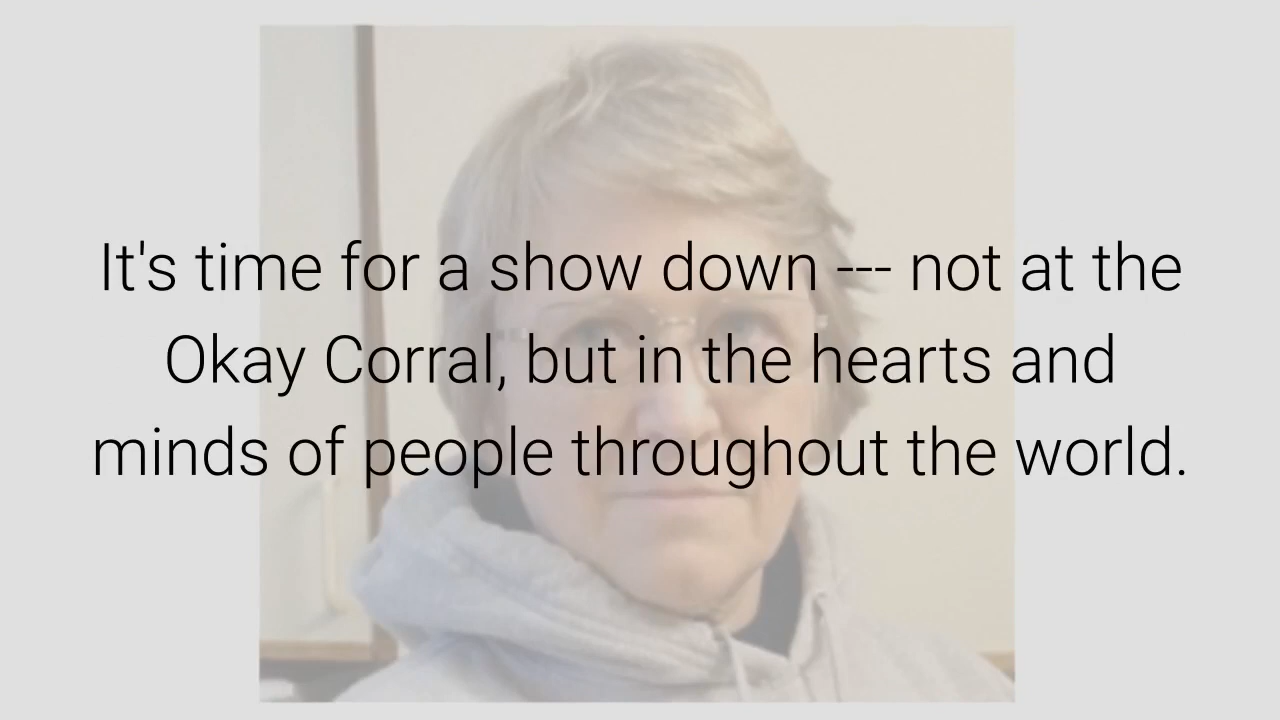 It's time for a show down --- not at the
Okay Corral, but in the hearts and
minds of people throughout the world.